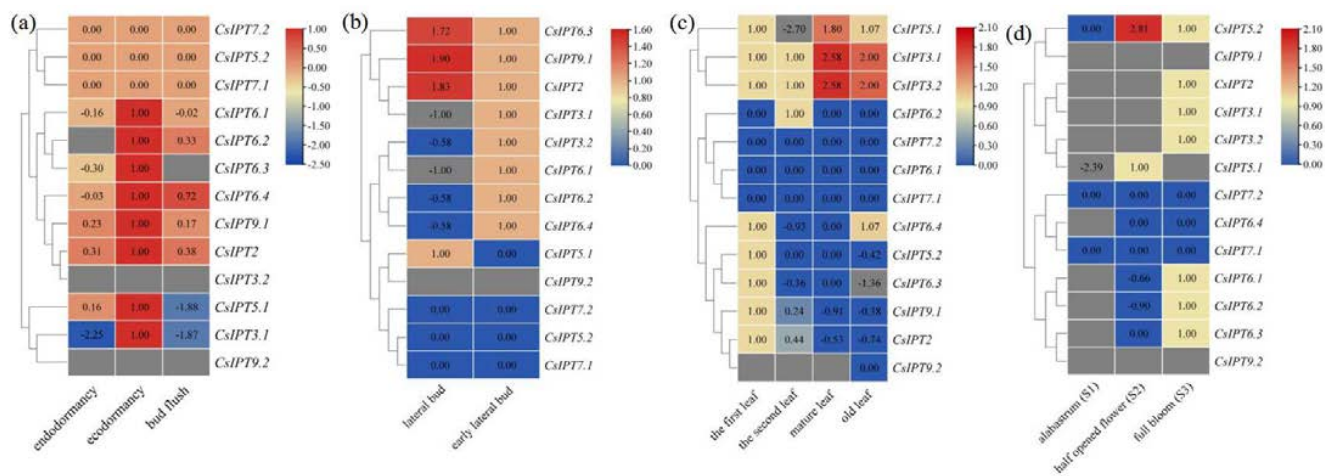 (a)
0.00 0.00 0.00 CsIPT7.2
0.00 0.00 0.00 CsIPT5.2
0.00 0.00 0.00 CsIPT7.1
-0.16 1.00 -0.02 CsIPT6.1
1.00 0.33 CsIPT6.2
-0.30 1.00 CsIPT6.3
-0.03 1.00 0.72 CsIPT6.4
0.23 1.00 0.17 CsIPT9.1
0.31 1.00 0.38 CsIPT2
CsIPT3.2
0.16 1.00 -1.88 CsIPT5.1
-2.25 1.00 -1.87 CsIPT3.1
CsIPT9.2
endodormancy
ecodormancy
bud flush
1.00
0.50
0.00
-0.50
-1.00
-1.50
-2.00
-2.50
(b)
1.72 1.00 CsIPT6.3
1.90 1.00 CsIPT9.1
1.83 1.00 CsIPT2
-1.00 1.00 CsIPT3.1
-0.58 1.00 CsIPT3.2
-1.00 1.00 CsIPT6.1
-0.58 1.00 CsIPT6.2
-0.58 1.00 CsIPT6.4
1.00 0.00 CsIPT5.1
CsIPT9.2
0.00 0.00 CsIPT7.2
0.00 0.00 CsIPT5.2
0.00 0.00 CsIPT7.1
lateral bud
early lateral bud
1.60
1.40
1.20
1.00
0.80
0.60
0.40
0.20
0.00
(c)
1.00 -2.70 1.80 1.07 CsIPT5.1
1.00 1.00 2.58 2.00 CsIPT3.1
1.00 1.00 2.58 2.00 CsIPT3.2
0.00 1.00 0.00 0.00 CsIPT6.2
0.00 0.00 0.00 0.00 CsIPT7.2
0.00 0.00 0.00 0.00 CsIPT6.1
0.00 0.00 0.00 0.00 CsIPT7.1
1.00 -0.93 0.00 1.07 CsIPT6.4
1.00 0.00 0.00 -0.42 CsIPT5.2
1.00 -0.36 0.00 -1.36 CsIPT6.3
1.00 0.24 -0.91 -0.38 CsIPT9.1
1.00 0.44 -0.53 -0.74 CsIPT2
0.00 CsIPT9.2
the first leaf
the second leaf
mature leaf
old leaf
2.10
1.80
1.50
1.20
0.90
0.60
0.30
0.00
(d)
0.00 2.81 1.00 CsIPT5.2
CsIPT9.1
1.00 CsIPT2
1.00 CsIPT3.1
1.00 CsIPT3.2
-2.39 1.00 CsIPT5.1
0.00 0.00 0.00 CsIPT7.2
0.00 0.00 CsIPT6.4
0.00 0.00 0.00 CsIPT7.1
-0.66 1.00 CsIPT6.1
-0.90 1.00 CsIPT6.2
0.00 1.00 CsIPT6.3
CsIPT9.2
alabastrum (S1)
half opened flower (S2)
full bloom (S3)
2.10
1.80
1.50
1.20
0.90
0.60
0.30
0.00